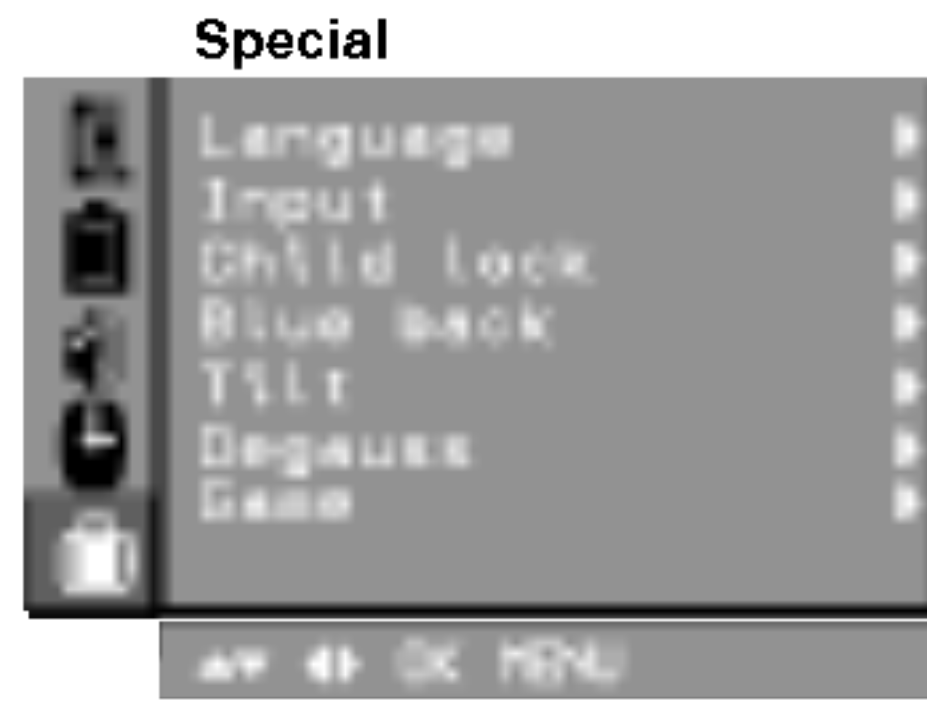 Special
Language
Input
Child lock
Blue back
Tilt
Degauss
Game
OK MENU